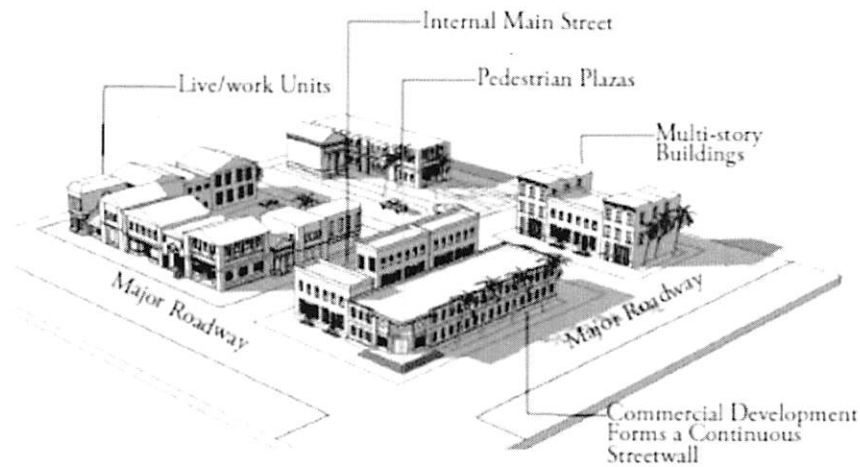 Internal Main Street
Live/work Units
Pedestrian Plazas
Multi-story
Buildings
Major Roadway
Major Roadway
Commercial Development
Forms a Continuous
Streetwall